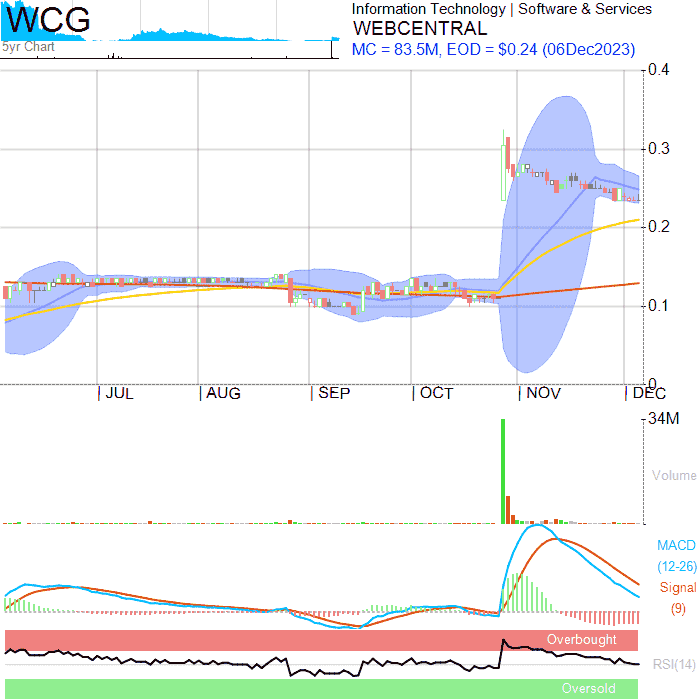 WCG
5yr Chart
Information Technology | Software & Services
WEBCENTRAL
MC = 83.5M, EOD = $0.24 (06Dec2023)
0.4
0.3
0.2
0.1
0
JUL
AUG
SEP
OCT
NOV
DEC
34M
Volume
MACD
(12-26)
Signal
(9)
Overbought
RSI(14)
Oversold